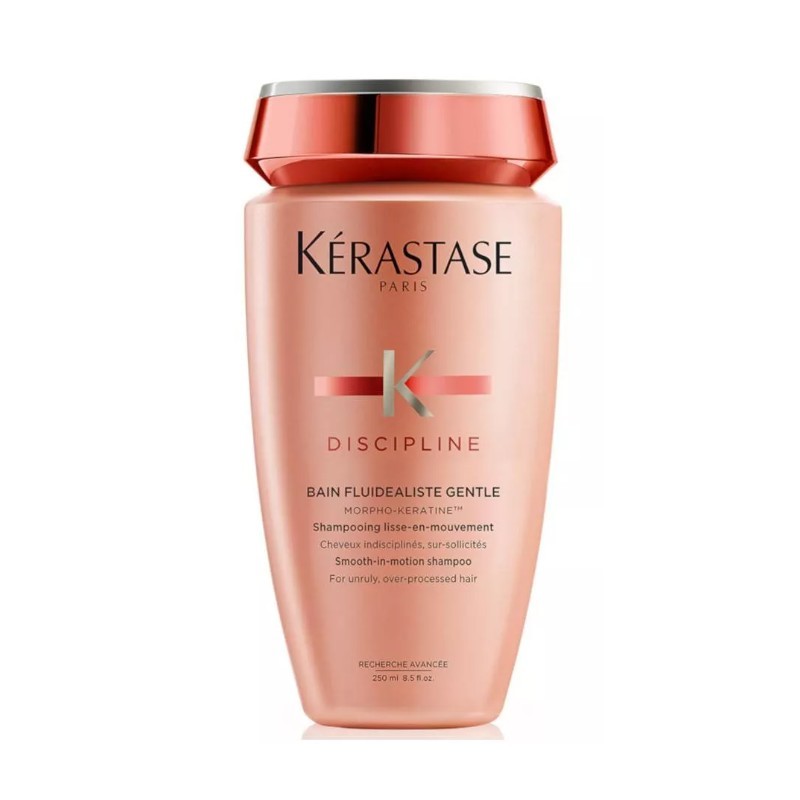 KÉRASTASE
PARIS
K
DISCIPLINE
BAIN FLUIDEALISTE GENTLE
MORPHO-KERATINE™
Shampooing lisse-en-mouvement
Cheveux indisciplinés, sur-sollicités
Smooth-in-motion shampoo
For unruly, over-processed hair
RECHERCHE AVANCÉE
250 ml 8.5 fl.oz.